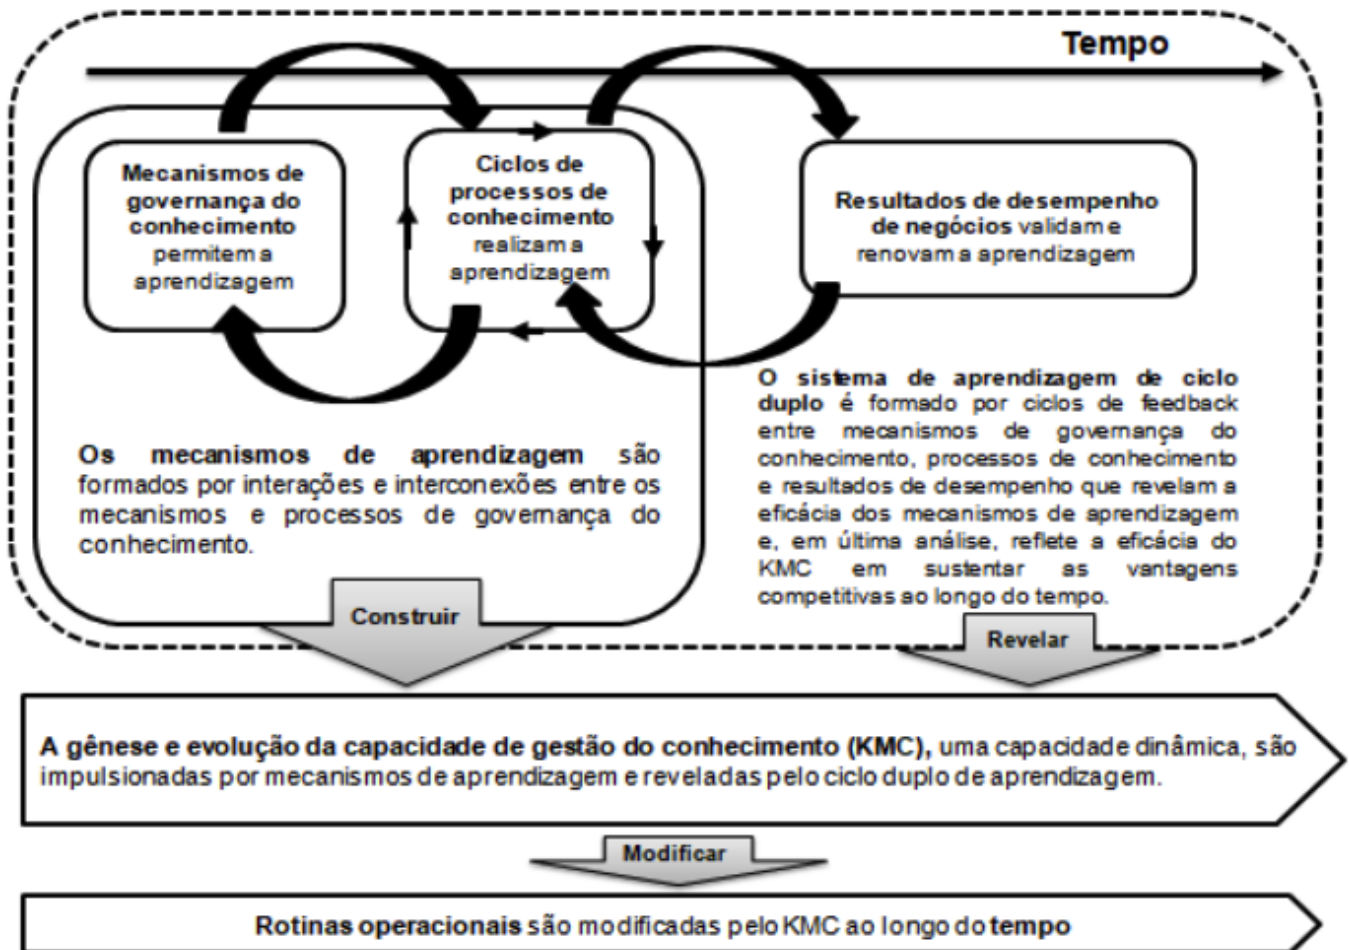 Tempo
Mecanismos de
governança do
conhecimento
permitem a
aprendizagem
Ciclos de
processos de
conhecimento
realizam a
aprendizagem
Resultados de desempenho
de negócios validam e
renovam a aprendizagem
Os mecanismos de aprendizagem são
formados por interações e interconexões entre os
mecanismos e processos de governança do
conhecimento.
O sistema de aprendizagem de ciclo
duplo é formado por ciclos de feedback
entre mecanismos de governança do
conhecimento, processos de conhecimento
e resultados de desempenho que revelam a
eficácia dos mecanismos de aprendizagem
e, em última análise, reflete a eficácia do
KMC em sustentar as vantagens
competitivas ao longo do tempo.
Construir
Revelar
A gênese e evolução da capacidade de gestão do conhecimento (KMC), uma capacidade dinâmica, são
impulsionadas por mecanismos de aprendizagem e reveladas pelo ciclo duplo de aprendizagem.
Modificar
Rotinas operacionais são modificadas pelo KMC ao longo do tempo